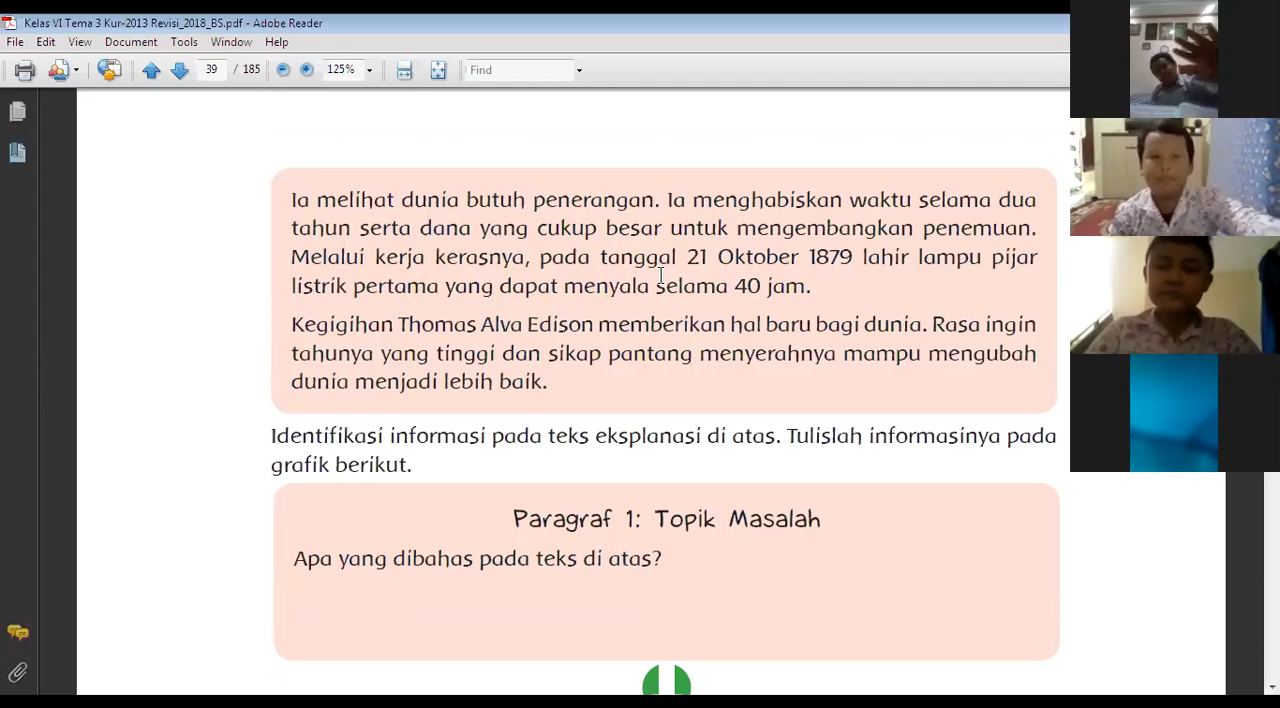 Kelas VI Tema 3 Kur-2013 Revisi_2018_BS.pdf - Adobe Reader
File Edit View Document Tools Window Help
39 / 185 125% Find
Ia melihat dunia butuh penerangan. Ia menghabiskan waktu selama dua
tahun serta dana yang cukup besar untuk mengembangkan penemuan.
Melalui kerja kerasnya, pada tanggal 21 Oktober 1879 lahir lampu pijar
listrik pertama yang dapat menyala selama 40 jam.
Kegigihan Thomas Alva Edison memberikan hal baru bagi dunia. Rasa ingin
tahunya yang tinggi dan sikap pantang menyerahnya mampu mengubah
dunia menjadi lebih baik.
Identifikasi informasi pada teks eksplanasi di atas. Tulislah informasinya pada
grafik berikut.
Paragraf 1: Topik Masalah
Apa yang dibahas pada teks di atas?